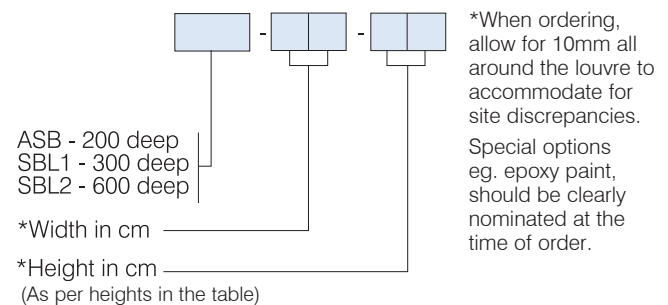 - -
ASB - 200 deep
SBL1 - 300 deep
SBL2 - 600 deep
*Width in cm
*Height in cm
(As per heights in the table)
*When ordering,
allow for 10mm all
around the louvre to
accommodate for
site discrepancies.
Special options
eg. epoxy paint,
should be clearly
nominated at the
time of order.